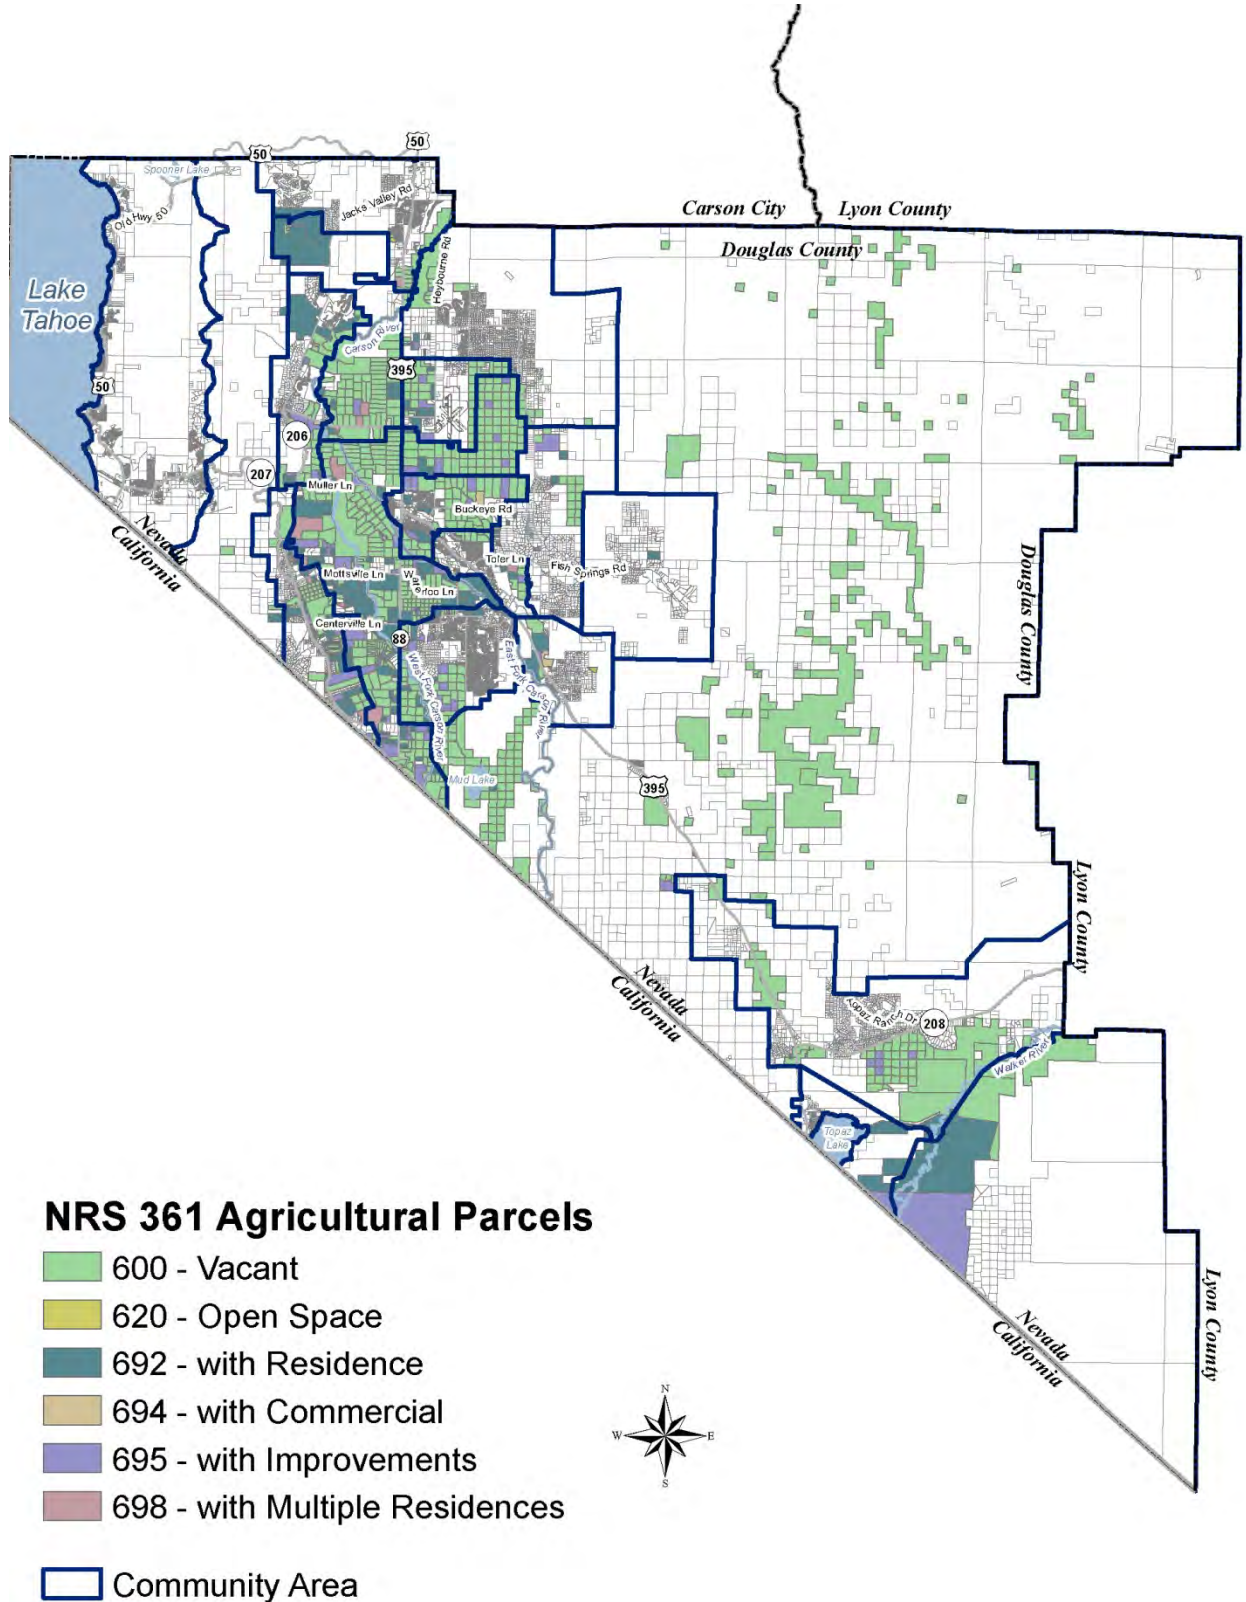 50
50
Spooner Lake
Old Hwy 50
Jacks Valley Rd
Carson City
Lyon County
Douglas County
Heybourne Rd
Lake
Tahoe
Carson River
395
50
206
207
Muller Ln
Buckeye Rd
Nevada
California
Toler Ln
Fish Springs Rd
Mottsville Ln
Waterloo Ln
Douglas County
Centerville Ln
88
East Fork Carson River
West Fork Carson River
Mud Lake
395
Lyon County
Nevada
California
Topaz Ranch Dr
208
Walker River
Topaz
Lake
NRS 361 Agricultural Parcels
600 - Vacant
620 - Open Space
692 - with Residence
694 - with Commercial
695 - with Improvements
698 - with Multiple Residences
Community Area
Lyon County
Nevada
California
N
W
E
S